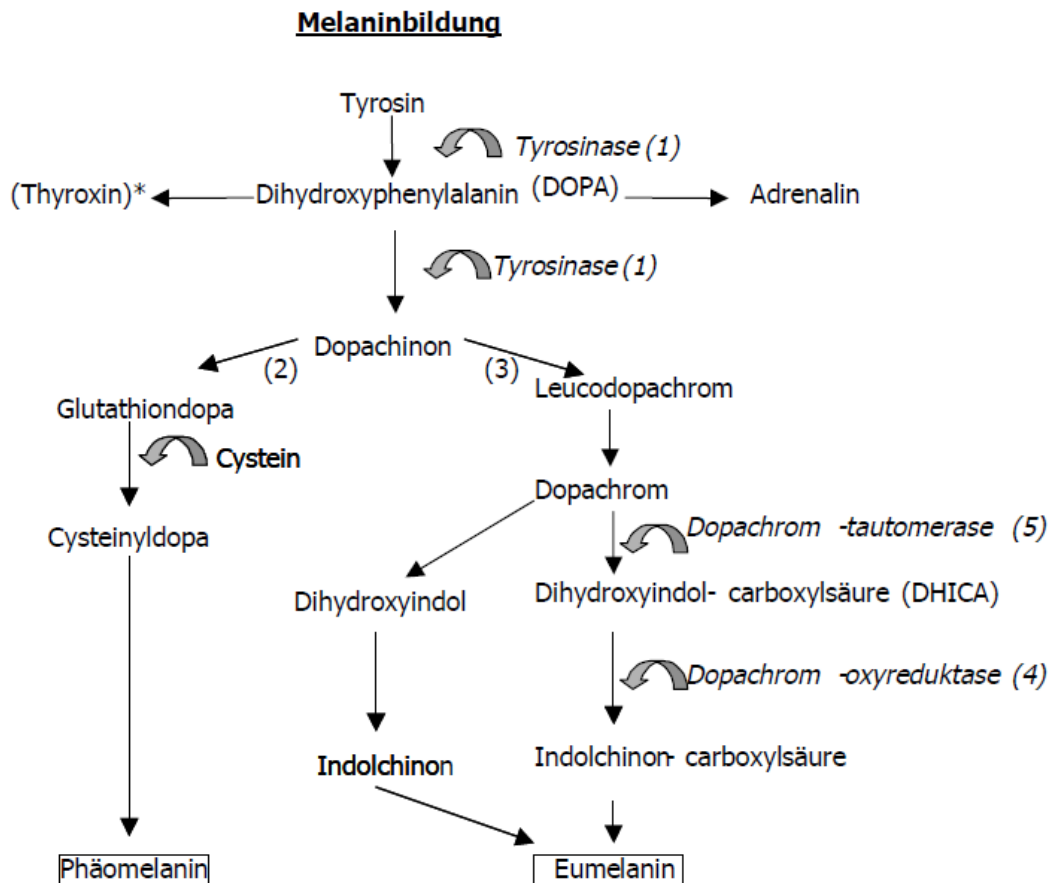 Melaninbildung
Tyrosin
Tyrosinase (1)
(Thyroxin)* Dihydroxyphenylalanin (DOPA) Adrenalin
Tyrosinase (1)
Dopachinon
(2) (3)
Glutathiondopa Leucodopachrom
Cystein
Dopachrom
Cysteinyldopa Dopachrom -tautomerase (5)
Dihydroxyindol Dihydroxyindol- carboxylsäure (DHICA)
Dopachrom -oxyreduktase (4)
Indolchinon Indolchinon- carboxylsäure
Phäomelanin Eumelanin